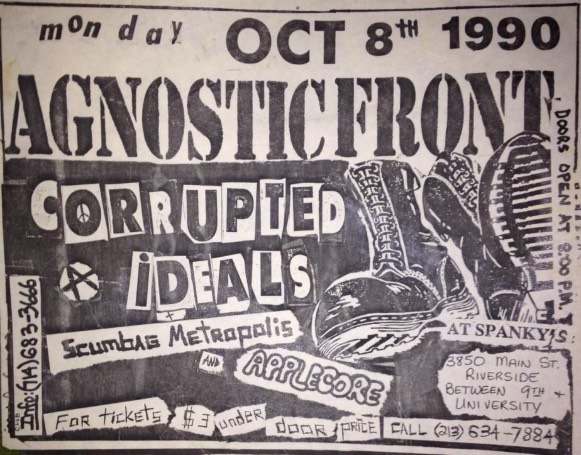 monday OCT 8TH 1990
AGNOSTIC FRONT
DOORS OPEN AT 8:00 P.M.
CORRUPTED
IDEALS
+
Scumbag Metropolis
AND
APPLECORE
AT SPANKY'S
3850 MAIN ST.
RIVERSIDE
BETWEEN 9TH +
UNIVERSITY
Info: (714) 683-3666
FOR tickets $3 under door price CALL (213) 634-7884